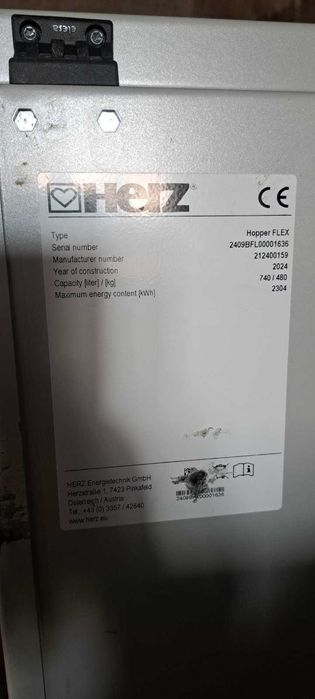 HERZ®
CE
Type Hopper FLEX
Serial number 2409BFL00001636
Manufacturer number 212400159
Year of construction 2024
Capacity [liter] / [kg] 740 / 480
Maximum energy content [kWh] 2304
HERZ Energietechnik GmbH
Herzstraße 1, 7423 Pinkafeld
Österreich / Austria
Tel.: +43 (0) 3357 / 42840
www.herz.eu
2409BFL00001636